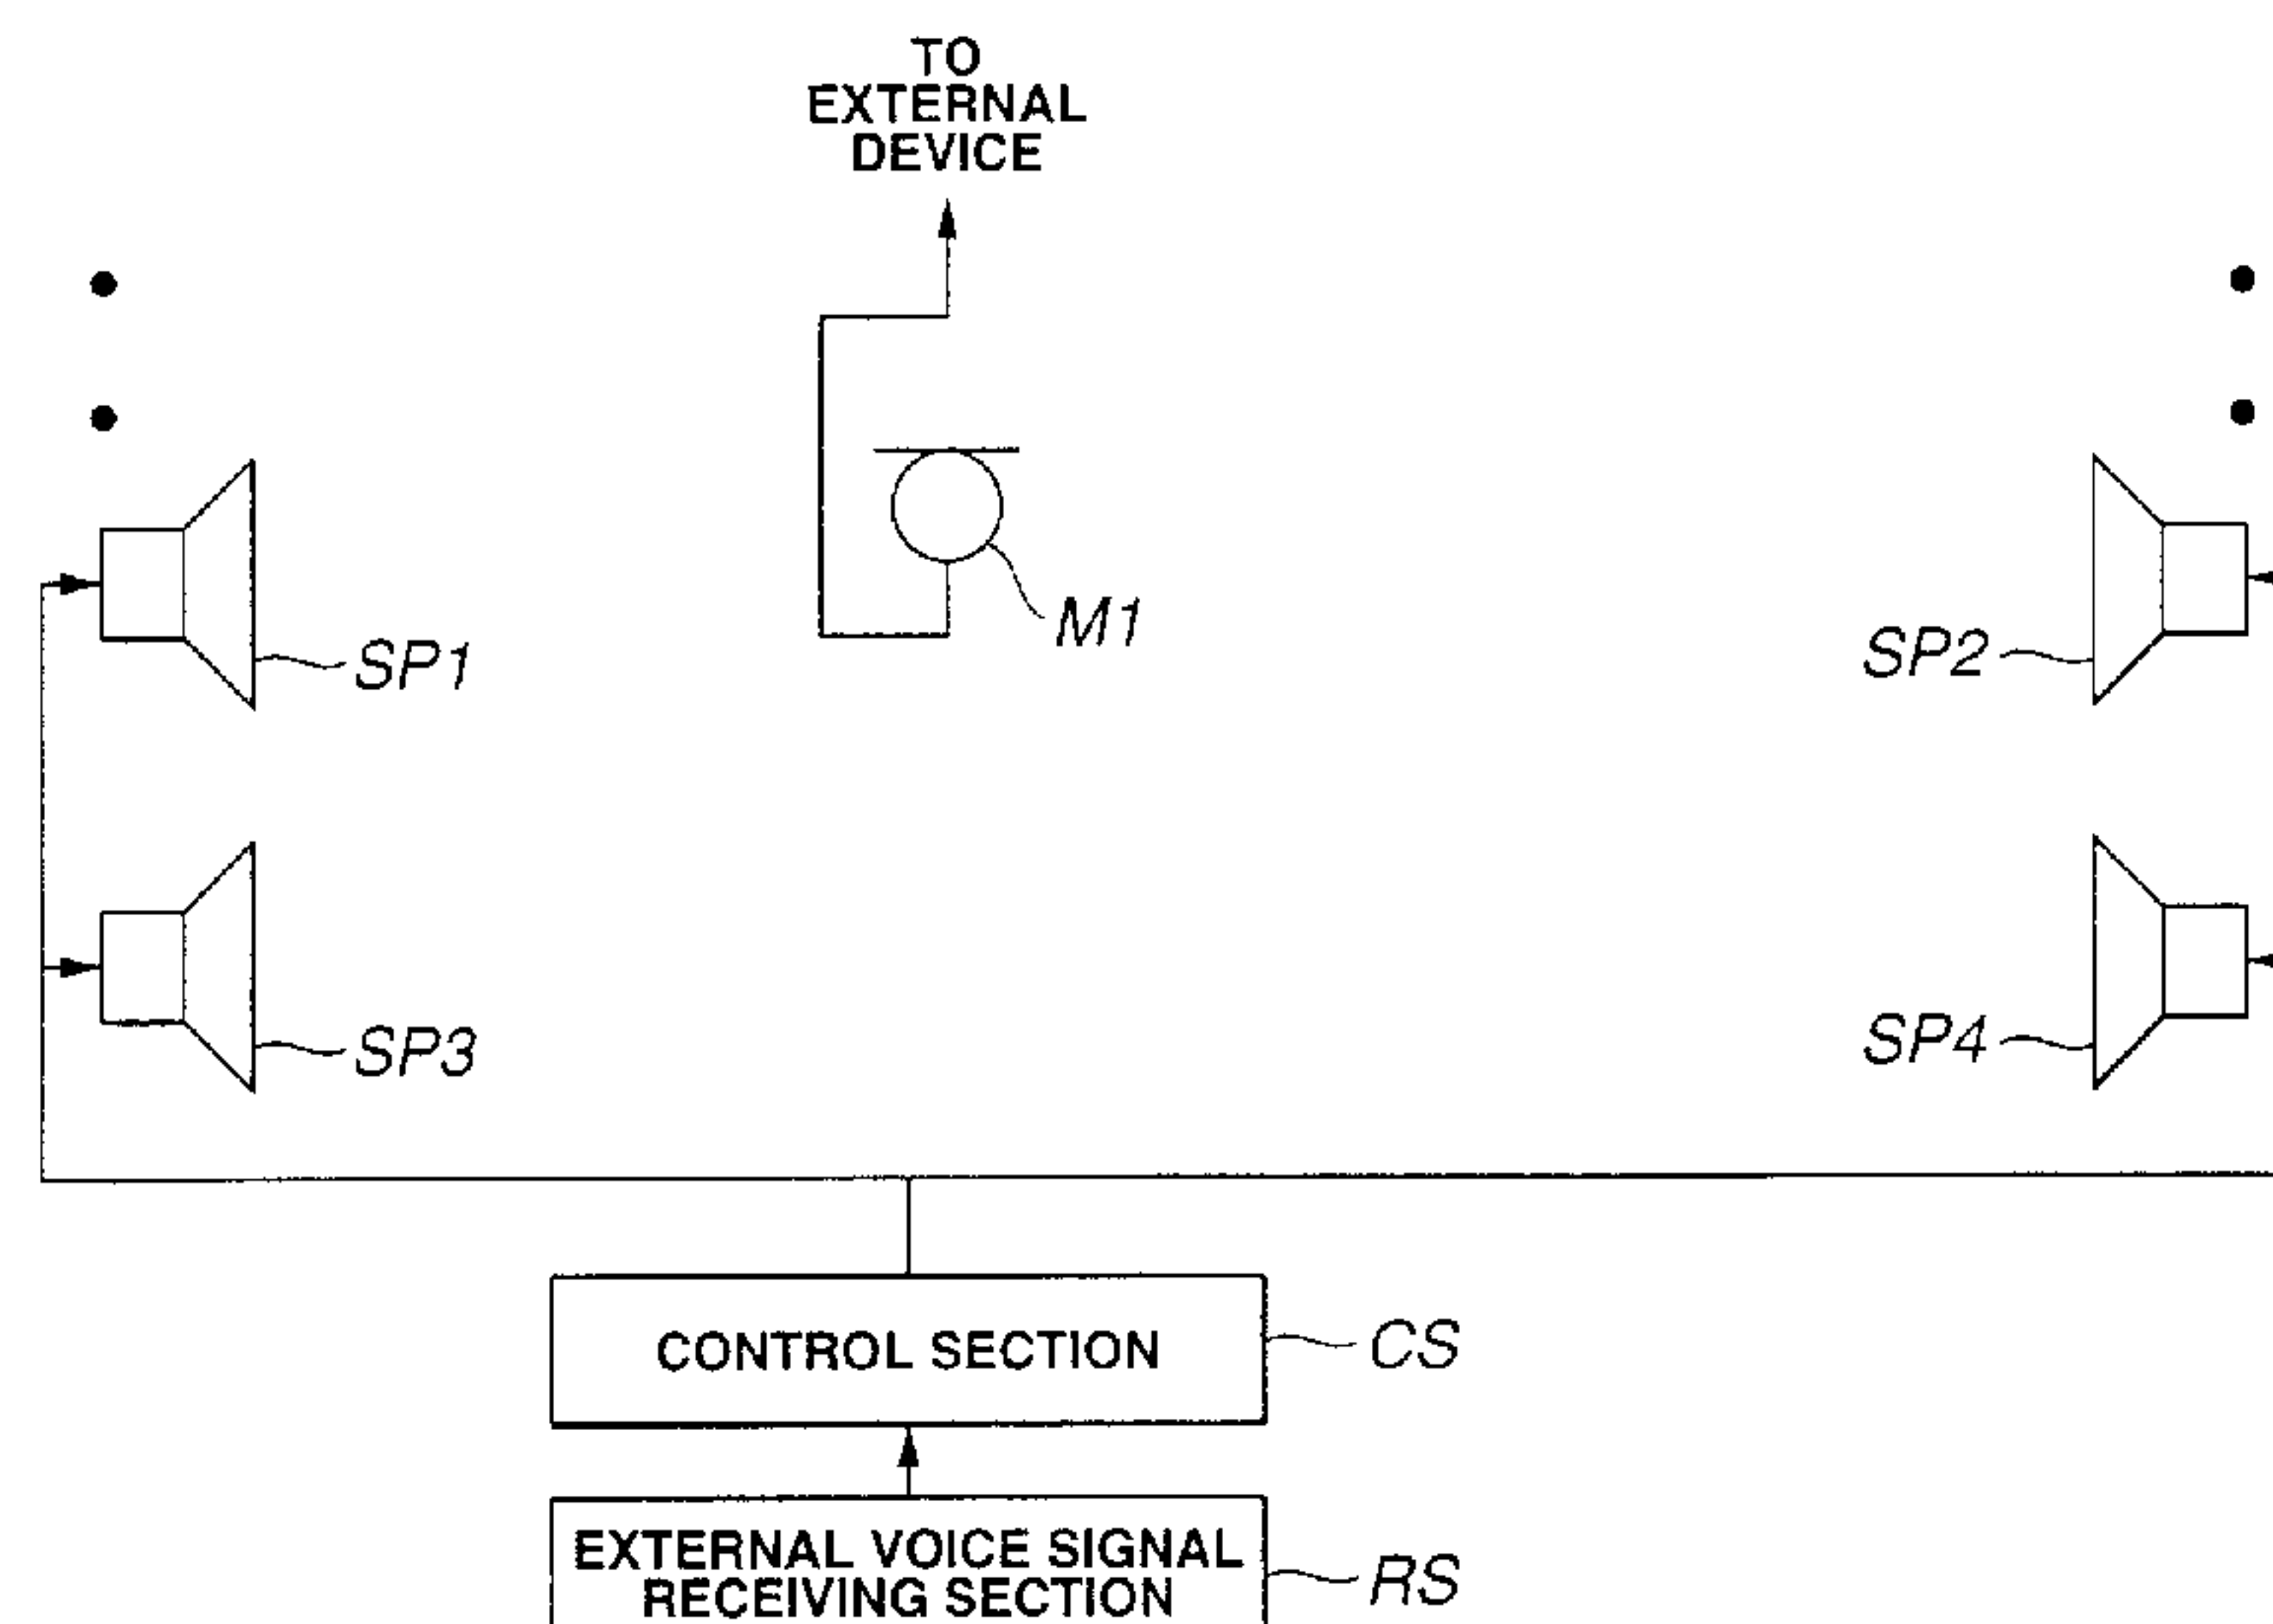 TO
EXTERNAL
DEVICE
M1
SP1
SP2
SP3
SP4
CONTROL SECTION
CS
EXTERNAL VOICE SIGNAL
RECEIVING SECTION
RS